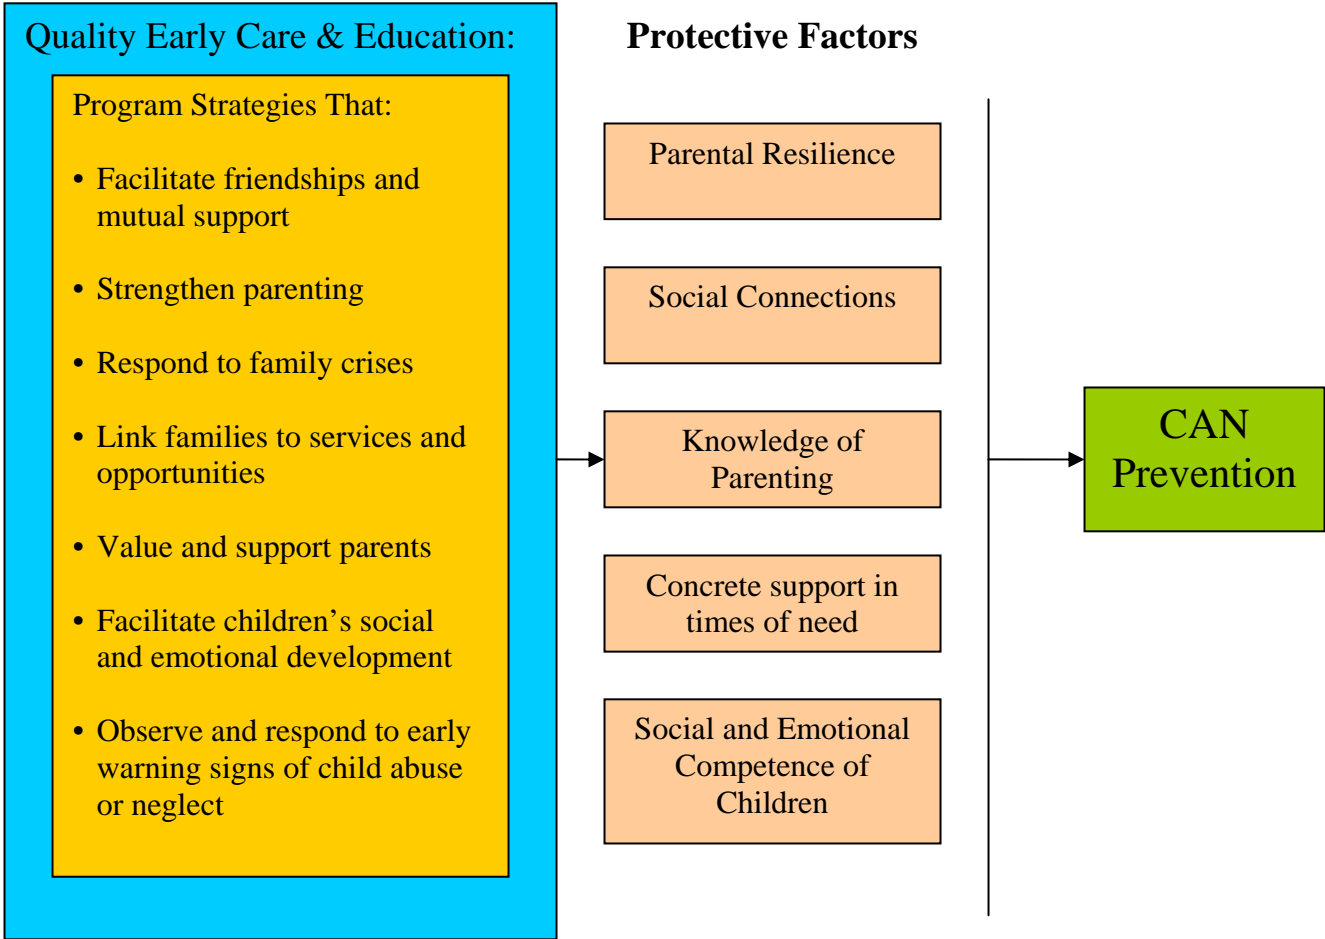 Quality Early Care & Education:
Program Strategies That:
• Facilitate friendships and
mutual support
• Strengthen parenting
• Respond to family crises
• Link families to services and
opportunities
• Value and support parents
• Facilitate children’s social
and emotional development
• Observe and respond to early
warning signs of child abuse
or neglect
Protective Factors
Parental Resilience
Social Connections
Knowledge of
Parenting
Concrete support in
times of need
Social and Emotional
Competence of
Children
CAN
Prevention